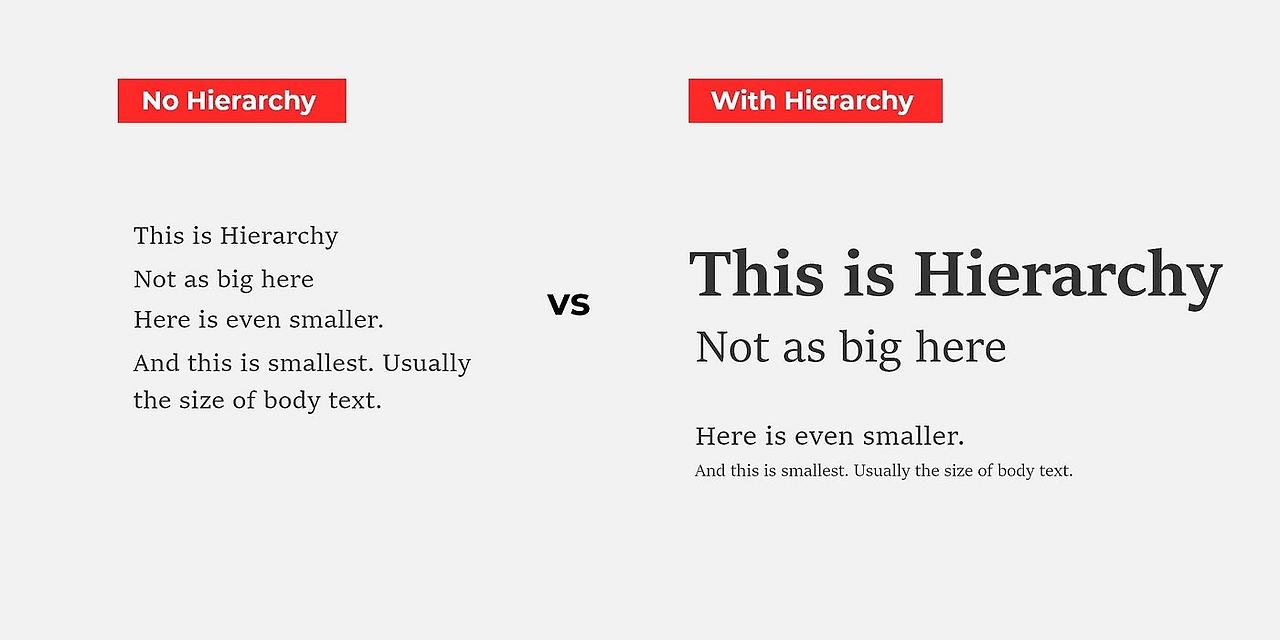 No Hierarchy
This is Hierarchy
Not as big here
Here is even smaller.
And this is smallest. Usually
the size of body text.
vs
With Hierarchy
This is Hierarchy
Not as big here
Here is even smaller.
And this is smallest. Usually the size of body text.